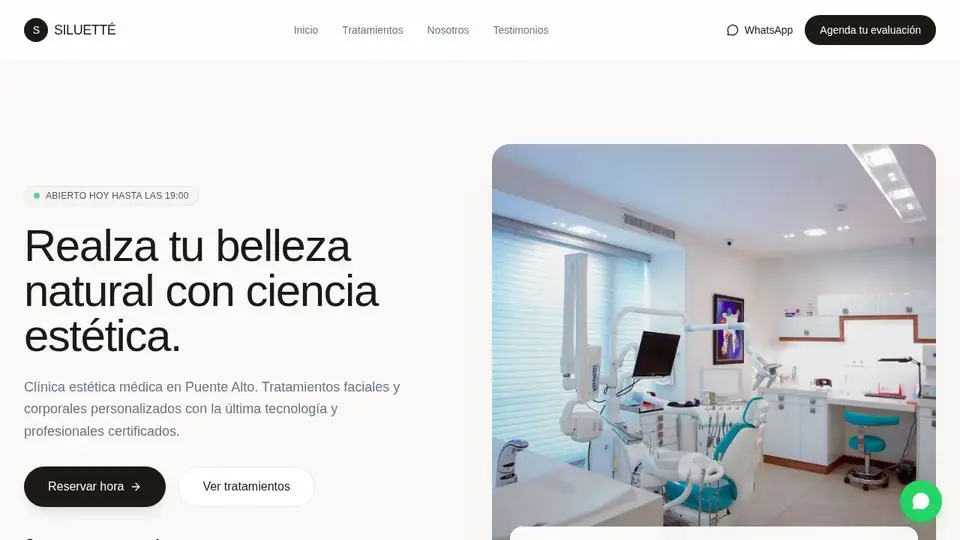 S SILUETTÉ
Inicio
Tratamientos
Nosotros
Testimonios
WhatsApp
Agenda tu evaluación
ABIERTO HOY HASTA LAS 19:00
Realza tu belleza
natural con ciencia
estética.
Clínica estética médica en Puente Alto. Tratamientos faciales y
corporales personalizados con la última tecnología y
profesionales certificados.
Reservar hora
Ver tratamientos